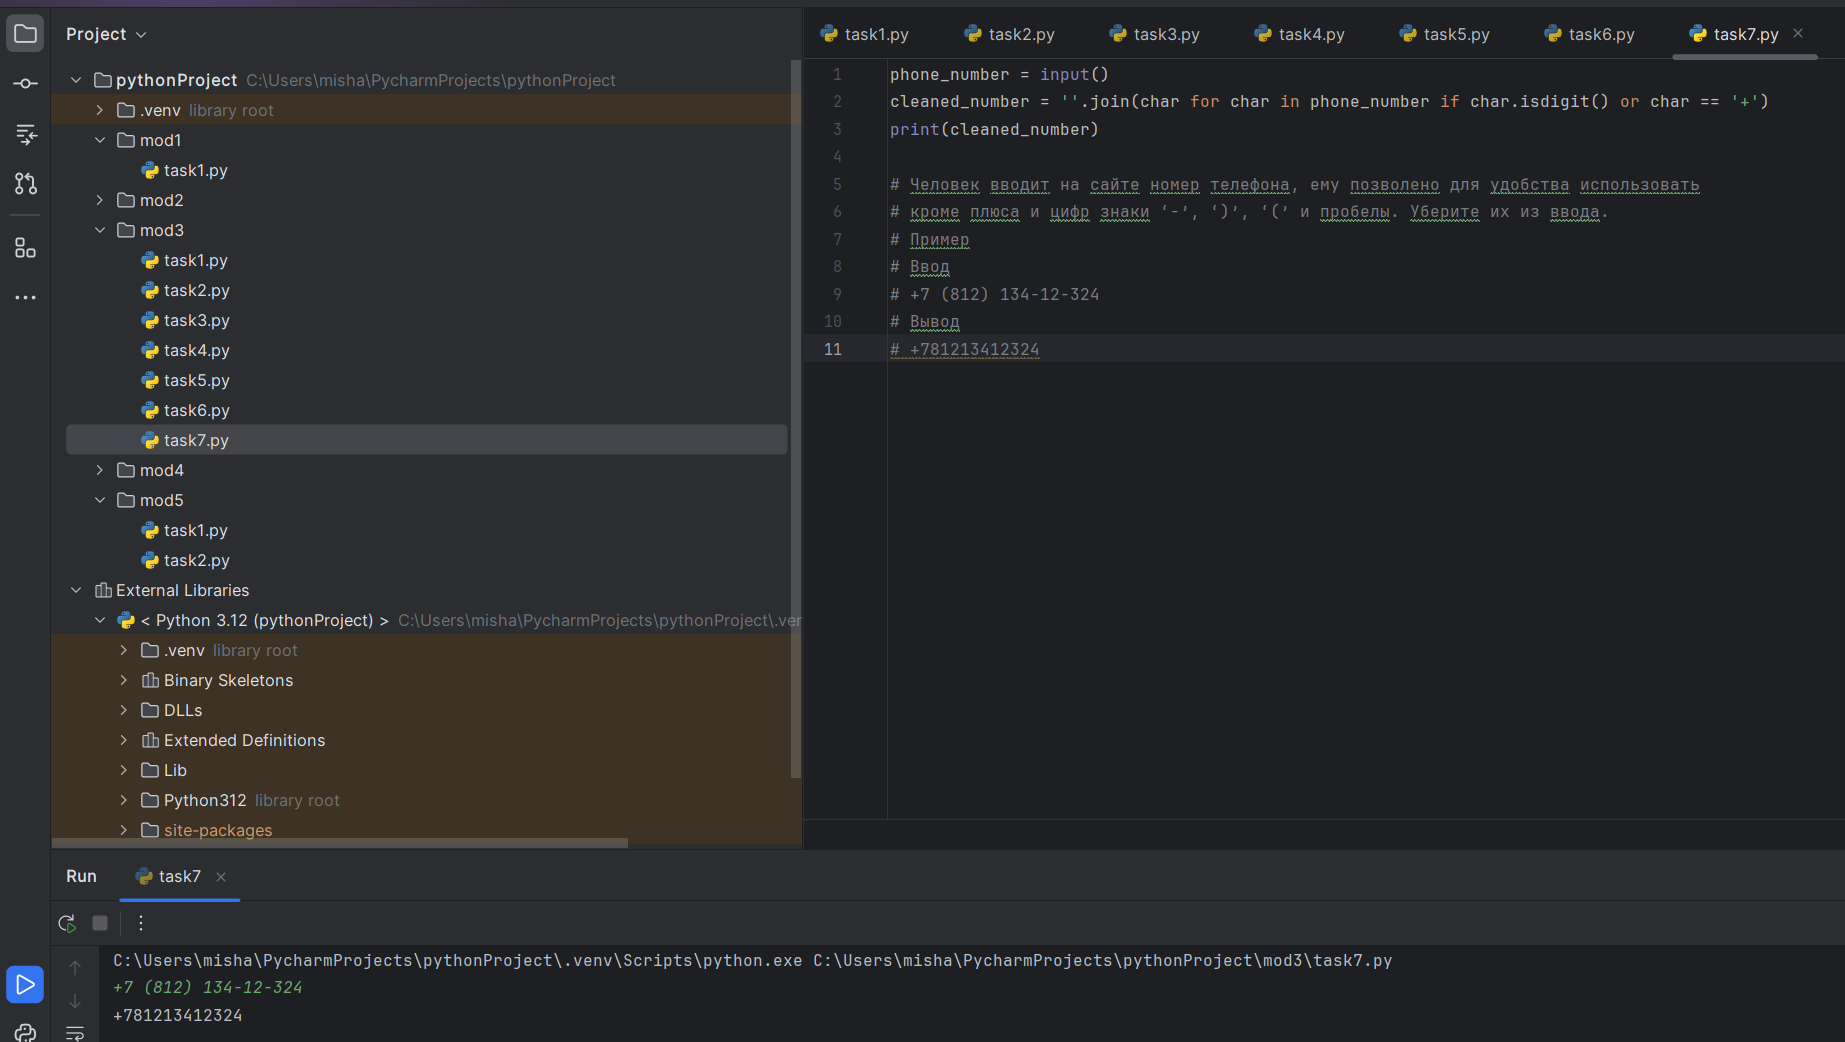 Project
pythonProject C:\Users\misha\PycharmProjects\pythonProject
.venv library root
mod1
task1.py
mod2
mod3
task1.py
task2.py
task3.py
task4.py
task5.py
task6.py
task7.py
mod4
mod5
task1.py
task2.py
External Libraries
< Python 3.12 (pythonProject) > C:\Users\misha\PycharmProjects\pythonProject\.ver
.venv library root
Binary Skeletons
DLLs
Extended Definitions
Lib
Python312 library root
site-packages
task1.py task2.py task3.py task4.py task5.py task6.py task7.py
1 phone_number = input()
2 cleaned_number = ''.join(char for char in phone_number if char.isdigit() or char == '+')
3 print(cleaned_number)
4
5 # Человек вводит на сайте номер телефона, ему позволено для удобства использовать
6 # кроме плюса и цифр знаки ‘-’, ‘)’, ‘(’ и пробелы. Уберите их из ввода.
7 # Пример
8 # Ввод
9 # +7 (812) 134-12-324
10 # Вывод
11 # +781213412324
Run task7
C:\Users\misha\PycharmProjects\pythonProject\.venv\Scripts\python.exe C:\Users\misha\PycharmProjects\pythonProject\mod3\task7.py
+7 (812) 134-12-324
+781213412324